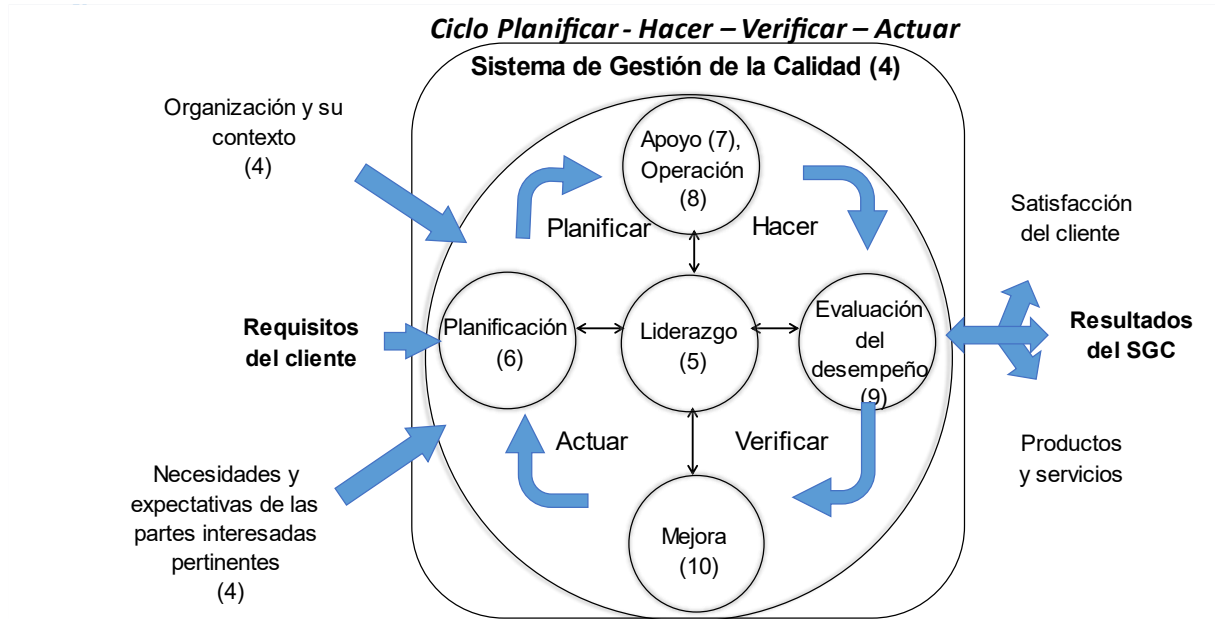 Ciclo Planificar - Hacer – Verificar – Actuar
Sistema de Gestión de la Calidad (4)
Organización y su
contexto
(4)
Apoyo (7),
Operación
(8)
Planificar
Hacer
Satisfacción
del cliente
Requisitos
del cliente
Planificación
(6)
Liderazgo
(5)
Evaluación
del
desempeño
(9)
Resultados
del SGC
Actuar
Verificar
Productos
y servicios
Necesidades y
expectativas de las
partes interesadas
pertinentes
(4)
Mejora
(10)